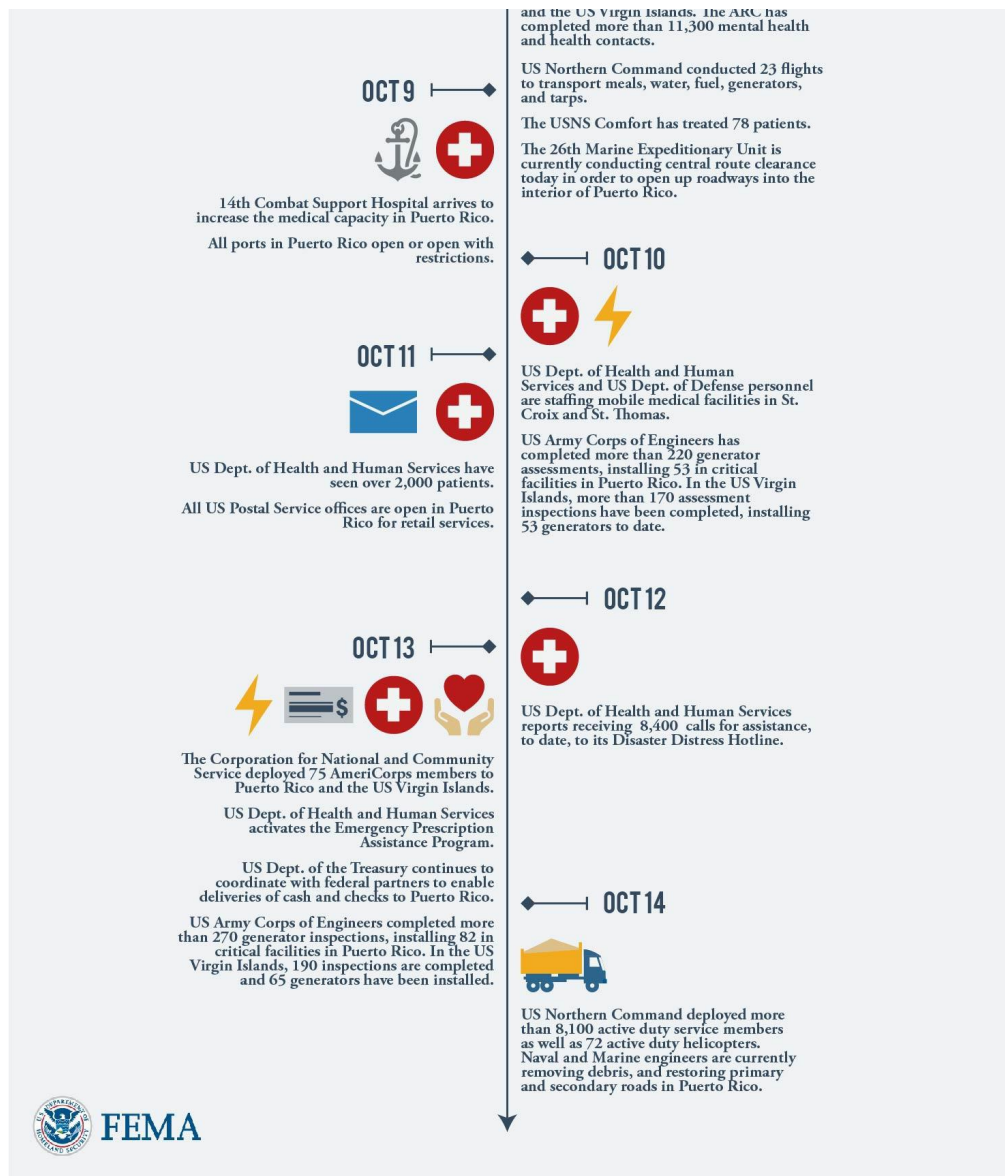 and the US Virgin Islands. The ARC has
completed more than 11,300 mental health
and health contacts.
US Northern Command conducted 23 flights
to transport meals, water, fuel, generators,
and tarps.
The USNS Comfort has treated 78 patients.
The 26th Marine Expeditionary Unit is
currently conducting central route clearance
today in order to open up roadways into the
interior of Puerto Rico.
OCT 9
14th Combat Support Hospital arrives to
increase the medical capacity in Puerto Rico.
All ports in Puerto Rico open or open with
restrictions.
OCT 10
US Dept. of Health and Human
Services and US Dept. of Defense personnel
are staffing mobile medical facilities in St.
Croix and St. Thomas.
US Army Corps of Engineers has
completed more than 220 generator
assessments, installing 53 in critical
facilities in Puerto Rico. In the US Virgin
Islands, more than 170 assessment
inspections have been completed, installing
53 generators to date.
OCT 11
US Dept. of Health and Human Services have
seen over 2,000 patients.
All US Postal Service offices are open in Puerto
Rico for retail services.
OCT 12
US Dept. of Health and Human Services
reports receiving 8,400 calls for assistance,
to date, to its Disaster Distress Hotline.
OCT 13
$
The Corporation for National and Community
Service deployed 75 AmeriCorps members to
Puerto Rico and the US Virgin Islands.
US Dept. of Health and Human Services
activates the Emergency Prescription
Assistance Program.
US Dept. of the Treasury continues to
coordinate with federal partners to enable
deliveries of cash and checks to Puerto Rico.
US Army Corps of Engineers completed more
than 270 generator inspections, installing 82 in
critical facilities in Puerto Rico. In the US
Virgin Islands, 190 inspections are completed
and 65 generators have been installed.
OCT 14
US Northern Command deployed more
than 8,100 active duty service members
as well as 72 active duty helicopters.
Naval and Marine engineers are currently
removing debris, and restoring primary
and secondary roads in Puerto Rico.
U.S. DEPARTMENT OF HOMELAND SECURITY
FEMA